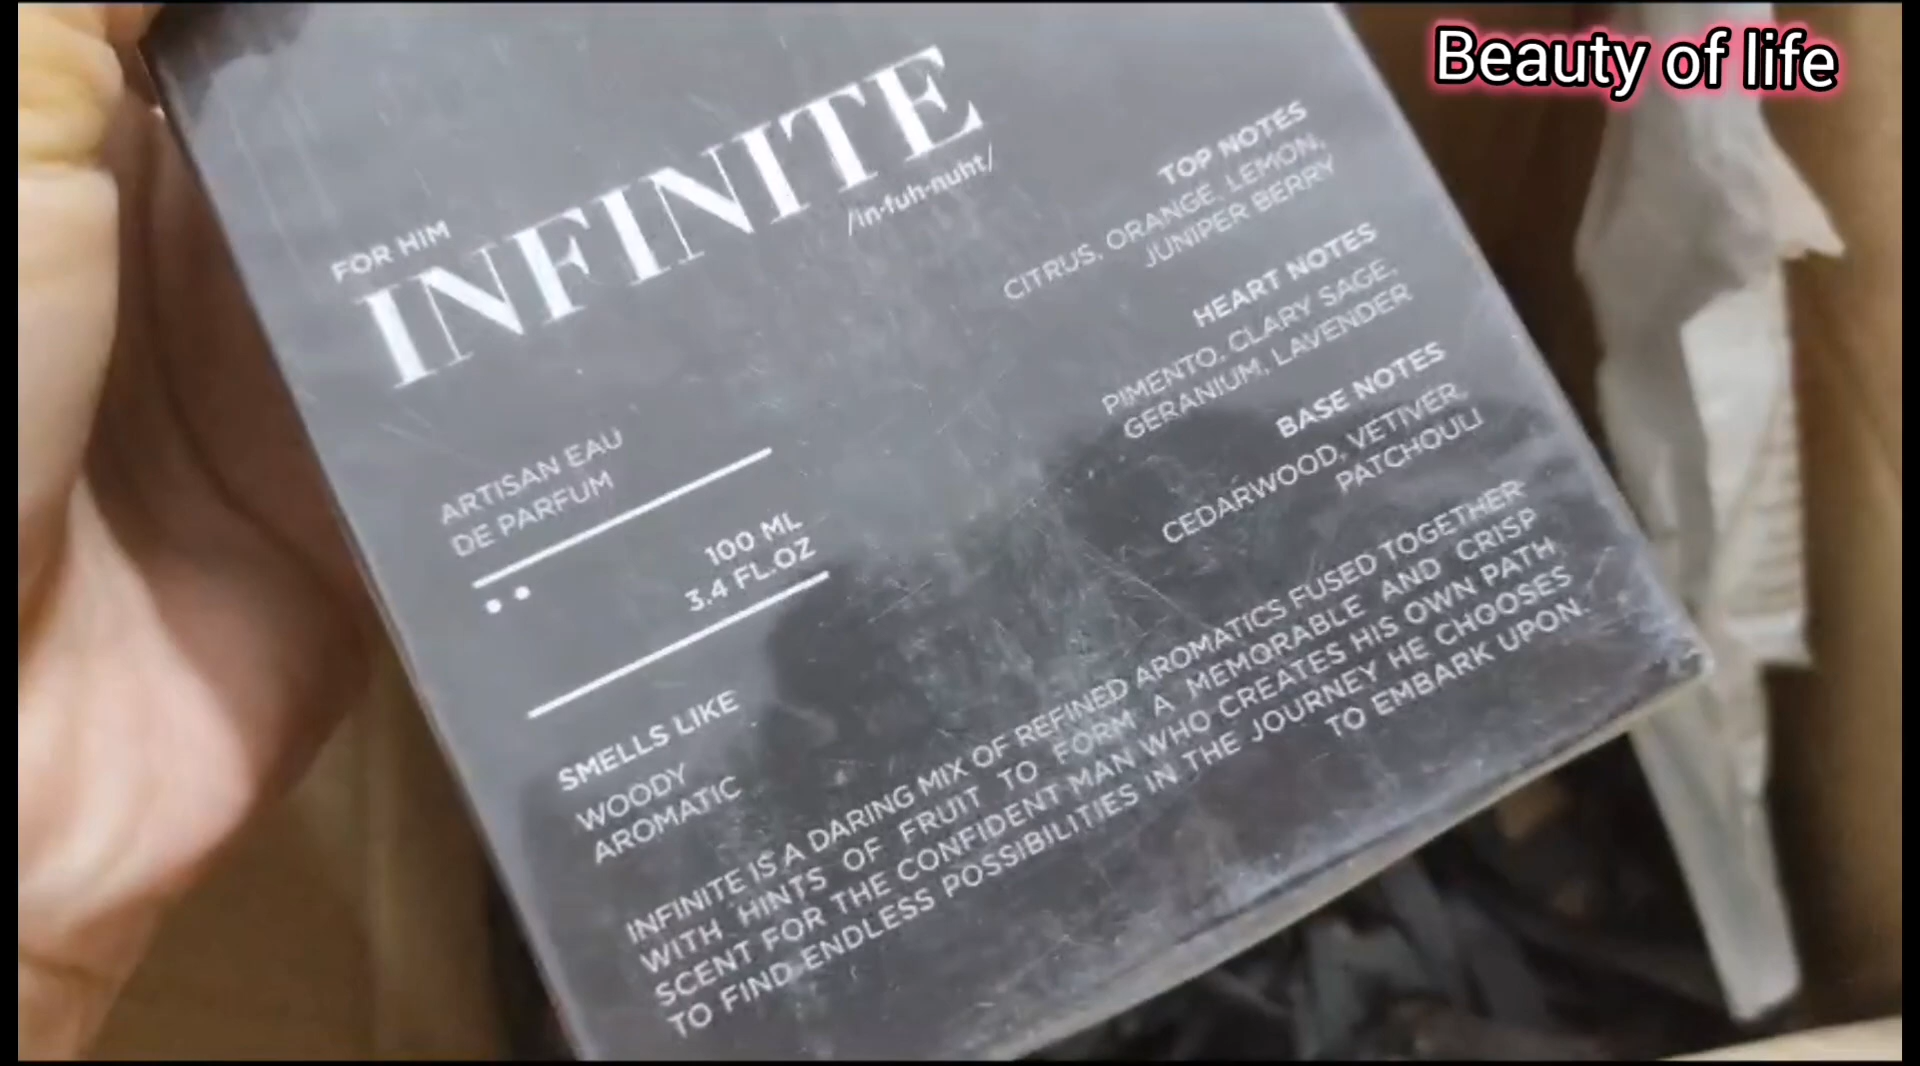 Beauty of life
FOR HIM
INFINITE
/in-fuh-nuht/
ARTISAN EAU
DE PARFUM
100 ML
3.4 FL.OZ
SMELLS LIKE
WOODY
AROMATIC
TOP NOTES
CITRUS, ORANGE, LEMON,
JUNIPER BERRY
HEART NOTES
PIMENTO, CLARY SAGE,
GERANIUM, LAVENDER
BASE NOTES
CEDARWOOD, VETIVER,
PATCHOULI
INFINITE IS A DARING MIX OF REFINED AROMATICS FUSED TOGETHER
WITH HINTS OF FRUIT TO FORM A MEMORABLE AND CRISP
SCENT FOR THE CONFIDENT MAN WHO CREATES HIS OWN PATH
TO FIND ENDLESS POSSIBILITIES IN THE JOURNEY HE CHOOSES
TO EMBARK UPON.